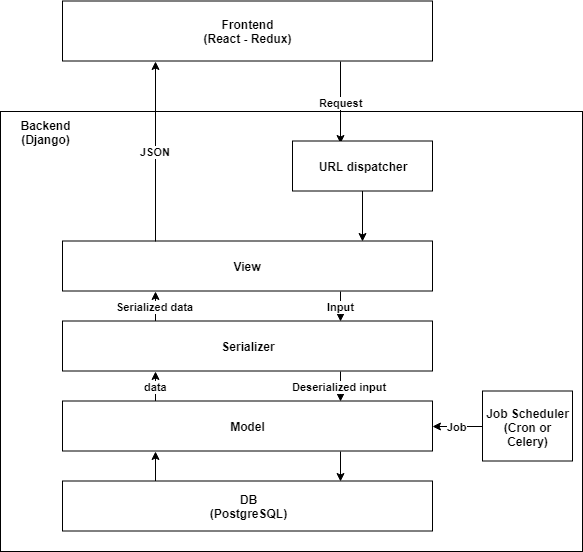 Frontend
(React - Redux)
Request
Backend
(Django)
JSON
URL dispatcher
View
Serialized data
Input
Serializer
data
Deserialized input
Model
Job
Job Scheduler
(Cron or
Celery)
DB
(PostgreSQL)